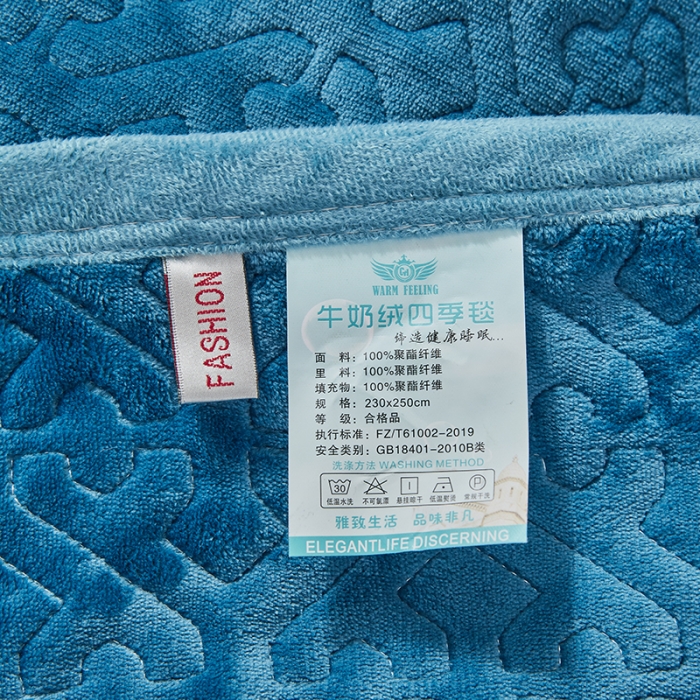 FASHION
WARM FEELING
牛奶绒四季毯
缔造健康睡眠...
面 料：100%聚酯纤维
里 料：100%聚酯纤维
填充物：100%聚酯纤维
规 格：230x250cm
等 级：合格品
执行标准：FZ/T61002-2019
安全类别：GB18401-2010B类
洗涤方法 WASHING METHOD
30
低温水洗 不可氯漂 悬挂晾干 低温熨烫 常规干洗
雅致生活 品味非凡
ELEGANTLIFE DISCERNING